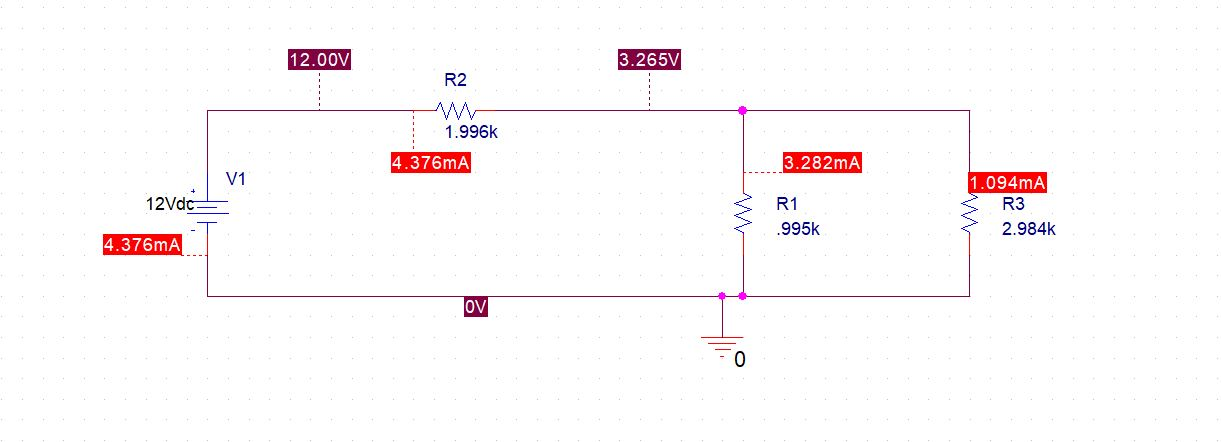 12.00V
3.265V
R2
1.996k
4.376mA
3.282mA
V1
1.094mA
12Vdc
R1
R3
.995k
2.984k
4.376mA
0V
0